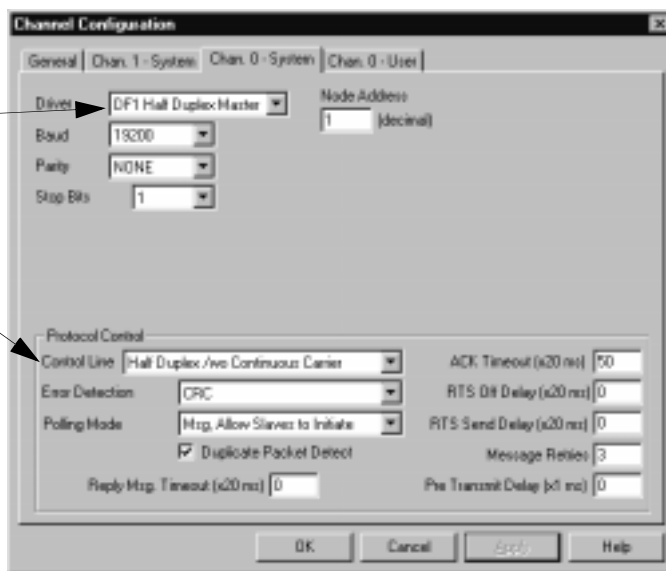 Channel Configuration
General Chan. 1 - System Chan. 0 - System Chan. 0 - User
Driver DF1 Half Duplex Master
Node Address
1 (decimal)
Baud 19200
Parity NONE
Stop Bits 1
Protocol Control
Control Line Half Duplex /wo Continuous Carrier
ACK Timeout (x20 ms) 50
Error Detection CRC
RTS Off Delay (x20 ms) 0
Polling Mode Msg, Allow Slaves to Initiate
RTS Send Delay (x20 ms) 0
Duplicate Packet Detect
Message Retries 3
Reply Msg. Timeout (x20 ms) 0
Pre Transmit Delay (x1 ms) 0
OK Cancel Apply Help